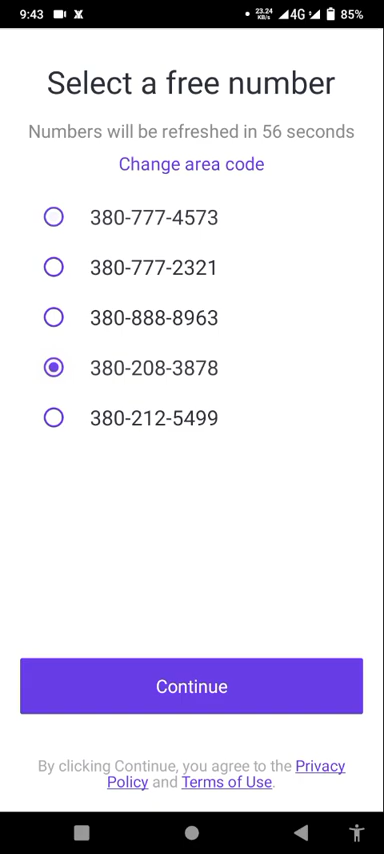 9:43 23.24 KB/s 4G 85%
Select a free number
Numbers will be refreshed in 56 seconds
Change area code
380-777-4573
380-777-2321
380-888-8963
380-208-3878
380-212-5499
Continue
By clicking Continue, you agree to the Privacy
Policy and Terms of Use.